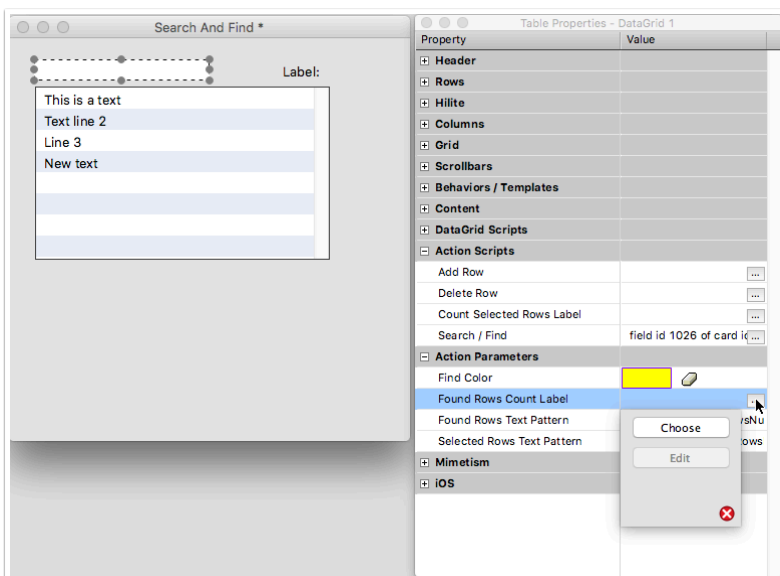 Search And Find *
Label:
This is a text
Text line 2
Line 3
New text
Table Properties - DataGrid 1
Property Value
Header
Rows
Hilite
Columns
Grid
Scrollbars
Behaviors / Templates
Content
DataGrid Scripts
Action Scripts
Add Row ...
Delete Row ...
Count Selected Rows Label ...
Search / Find field id 1026 of card id ...
Action Parameters
Find Color
Found Rows Count Label
Found Rows Text Pattern
Selected Rows Text Pattern
Choose
Edit
Mimetism
iOS